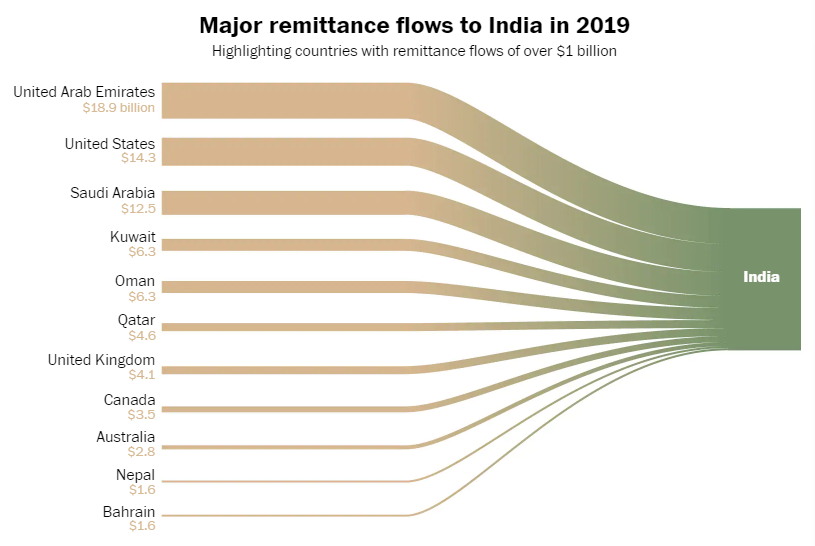 Major remittance flows to India in 2019
Highlighting countries with remittance flows of over $1 billion
United Arab Emirates
$18.9 billion
United States
$14.3
Saudi Arabia
$12.5
Kuwait
$6.3
Oman
$6.3
Qatar
$4.6
United Kingdom
$4.1
Canada
$3.5
Australia
$2.8
Nepal
$1.6
Bahrain
$1.6
India